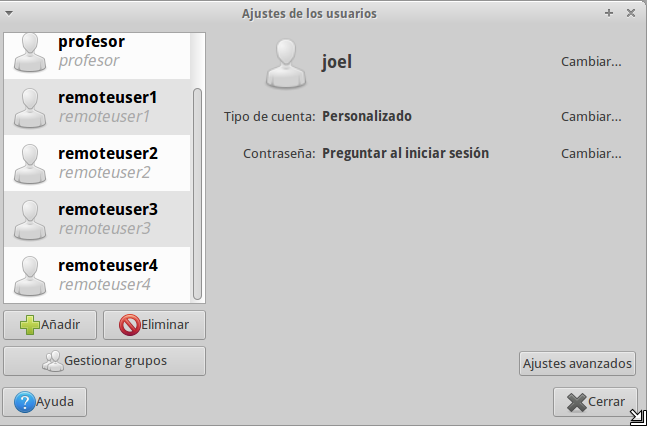 Ajustes de los usuarios
profesor
profesor
remoteuser1
remoteuser1
remoteuser2
remoteuser2
remoteuser3
remoteuser3
remoteuser4
remoteuser4
Añadir
Eliminar
Gestionar grupos
Ayuda
joel
Cambiar...
Tipo de cuenta: Personalizado
Cambiar...
Contraseña: Preguntar al iniciar sesión
Cambiar...
Ajustes avanzados
Cerrar